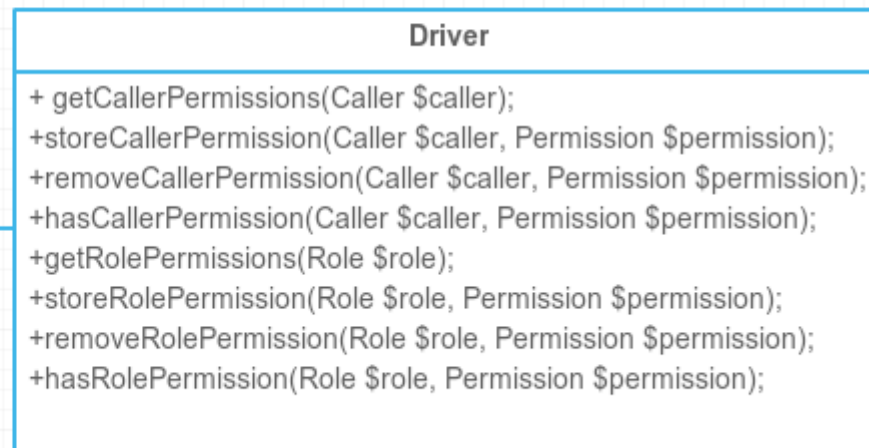 Driver
+ getCallerPermissions(Caller $caller);
+storeCallerPermission(Caller $caller, Permission $permission);
+removeCallerPermission(Caller $caller, Permission $permission);
+hasCallerPermission(Caller $caller, Permission $permission);
+getRolePermissions(Role $role);
+storeRolePermission(Role $role, Permission $permission);
+removeRolePermission(Role $role, Permission $permission);
+hasRolePermission(Role $role, Permission $permission);